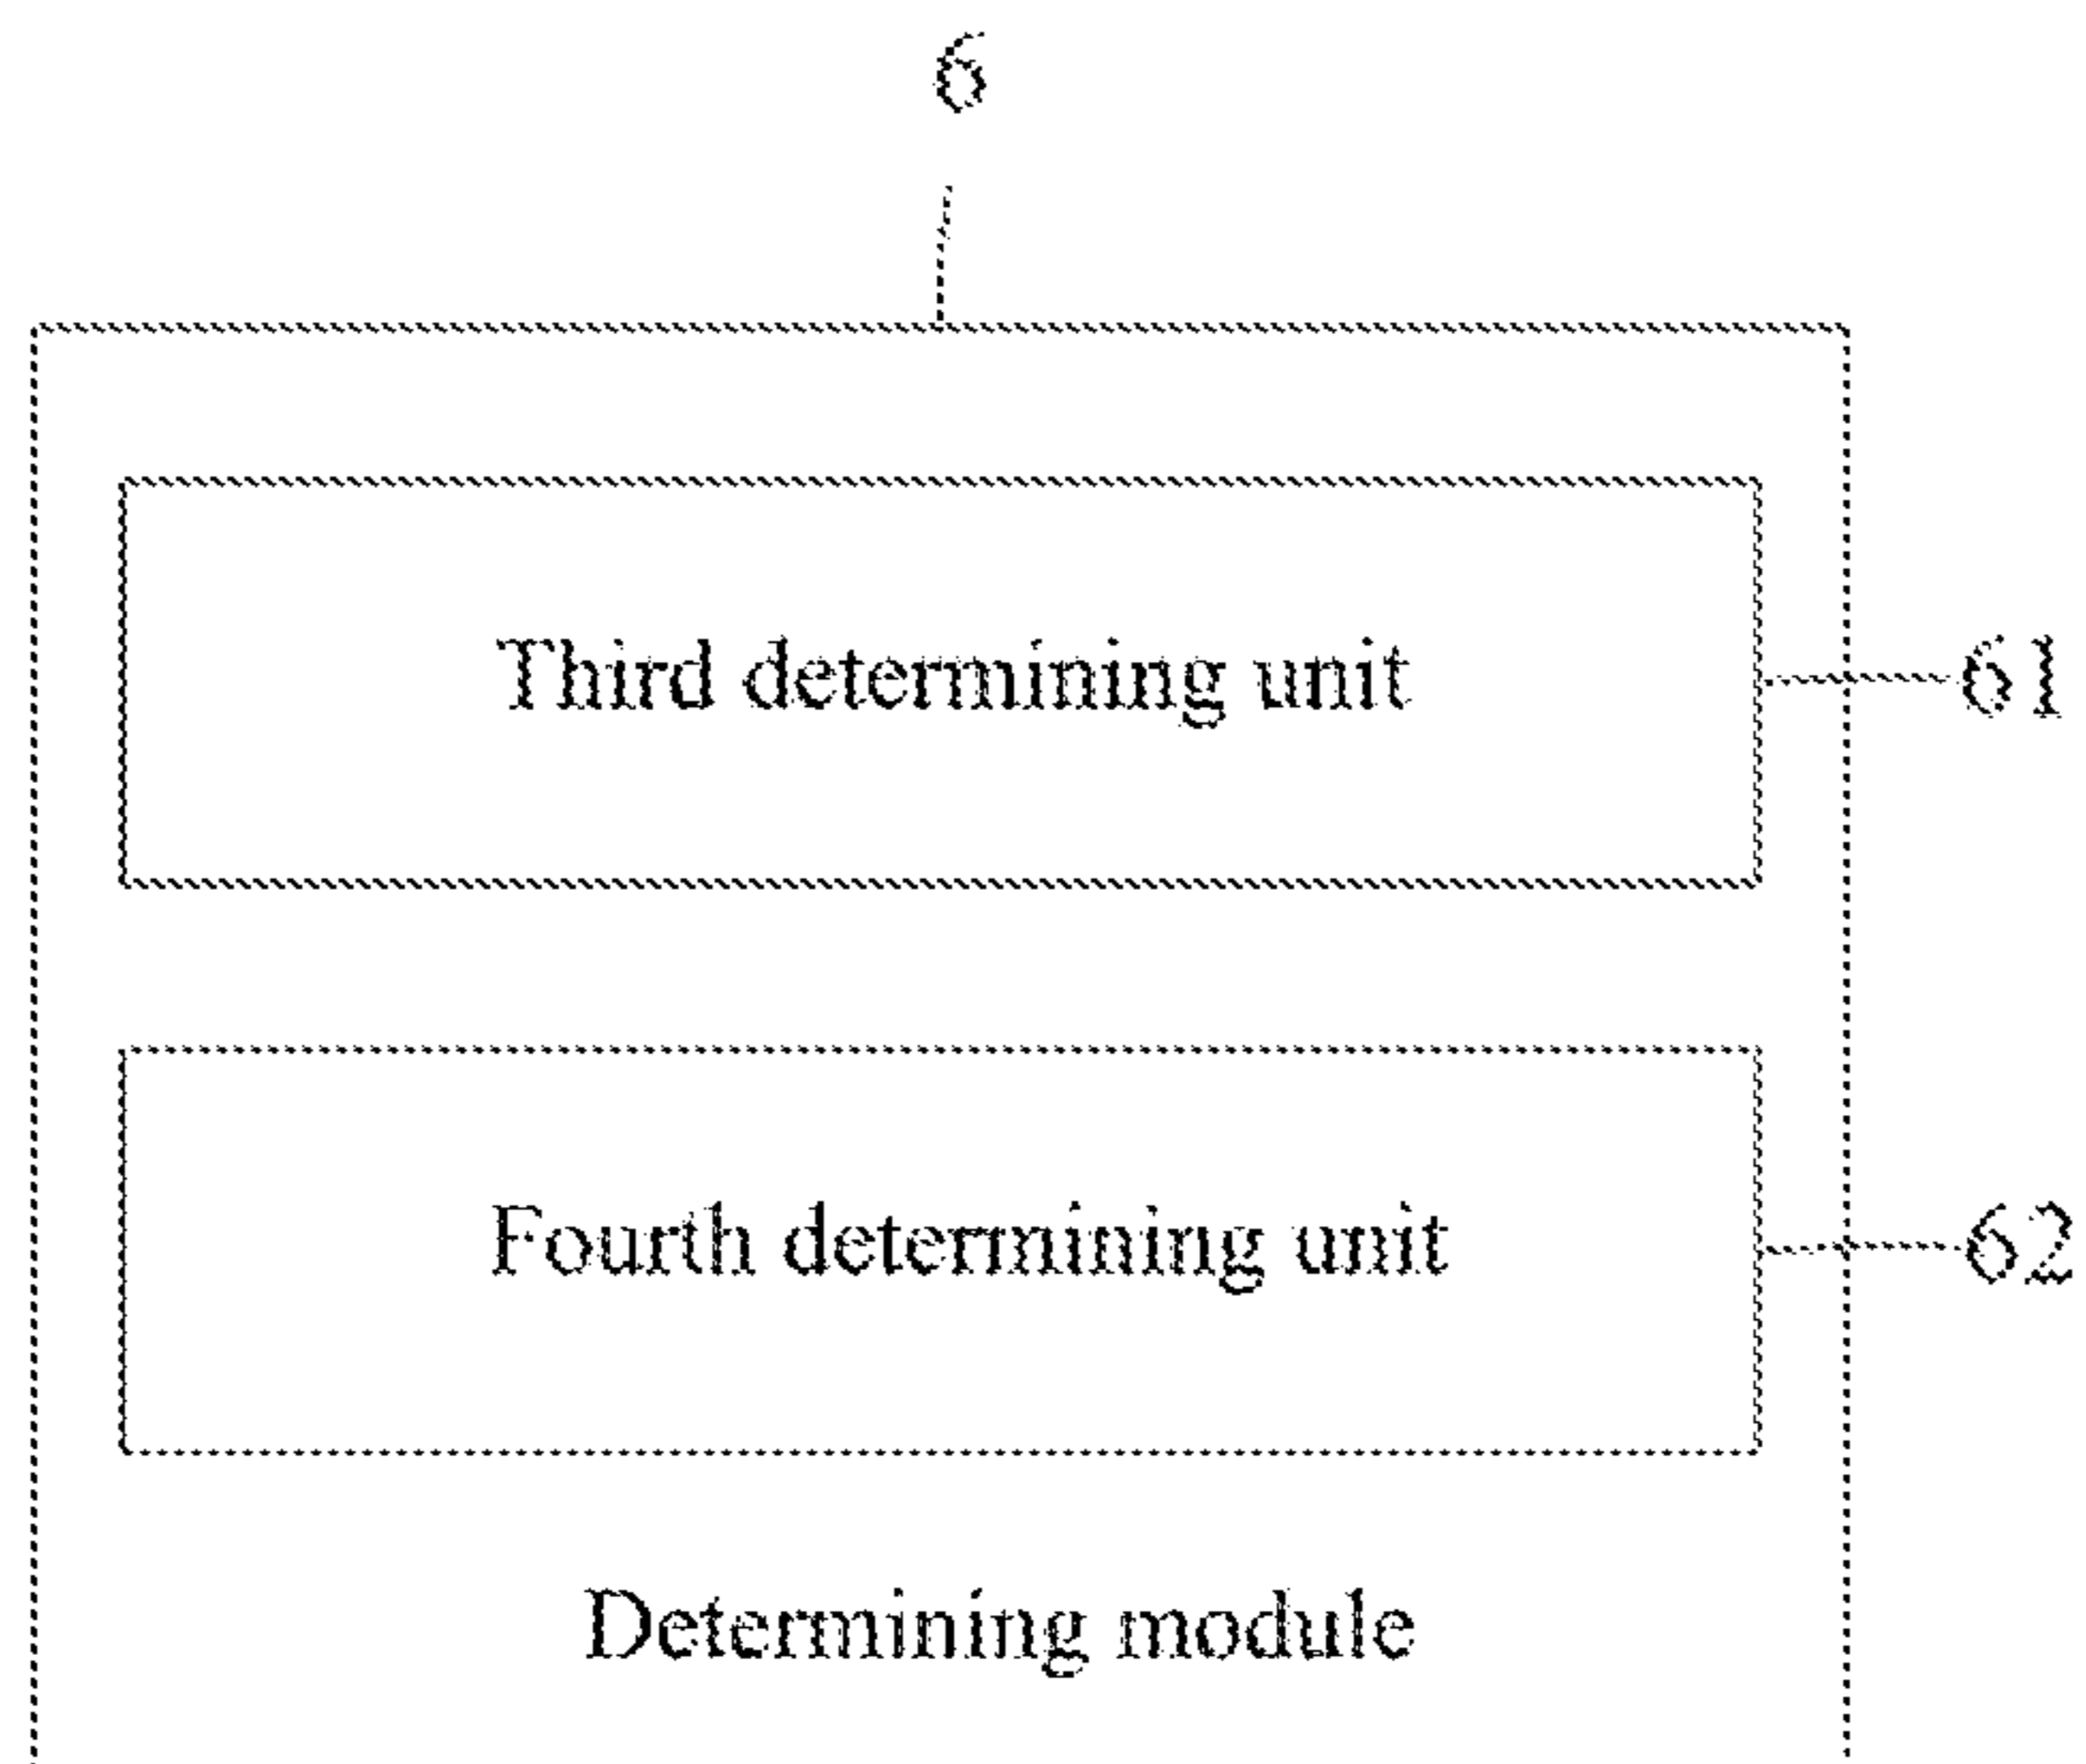 6
Third determining unit
61
Fourth determining unit
62
Determining module